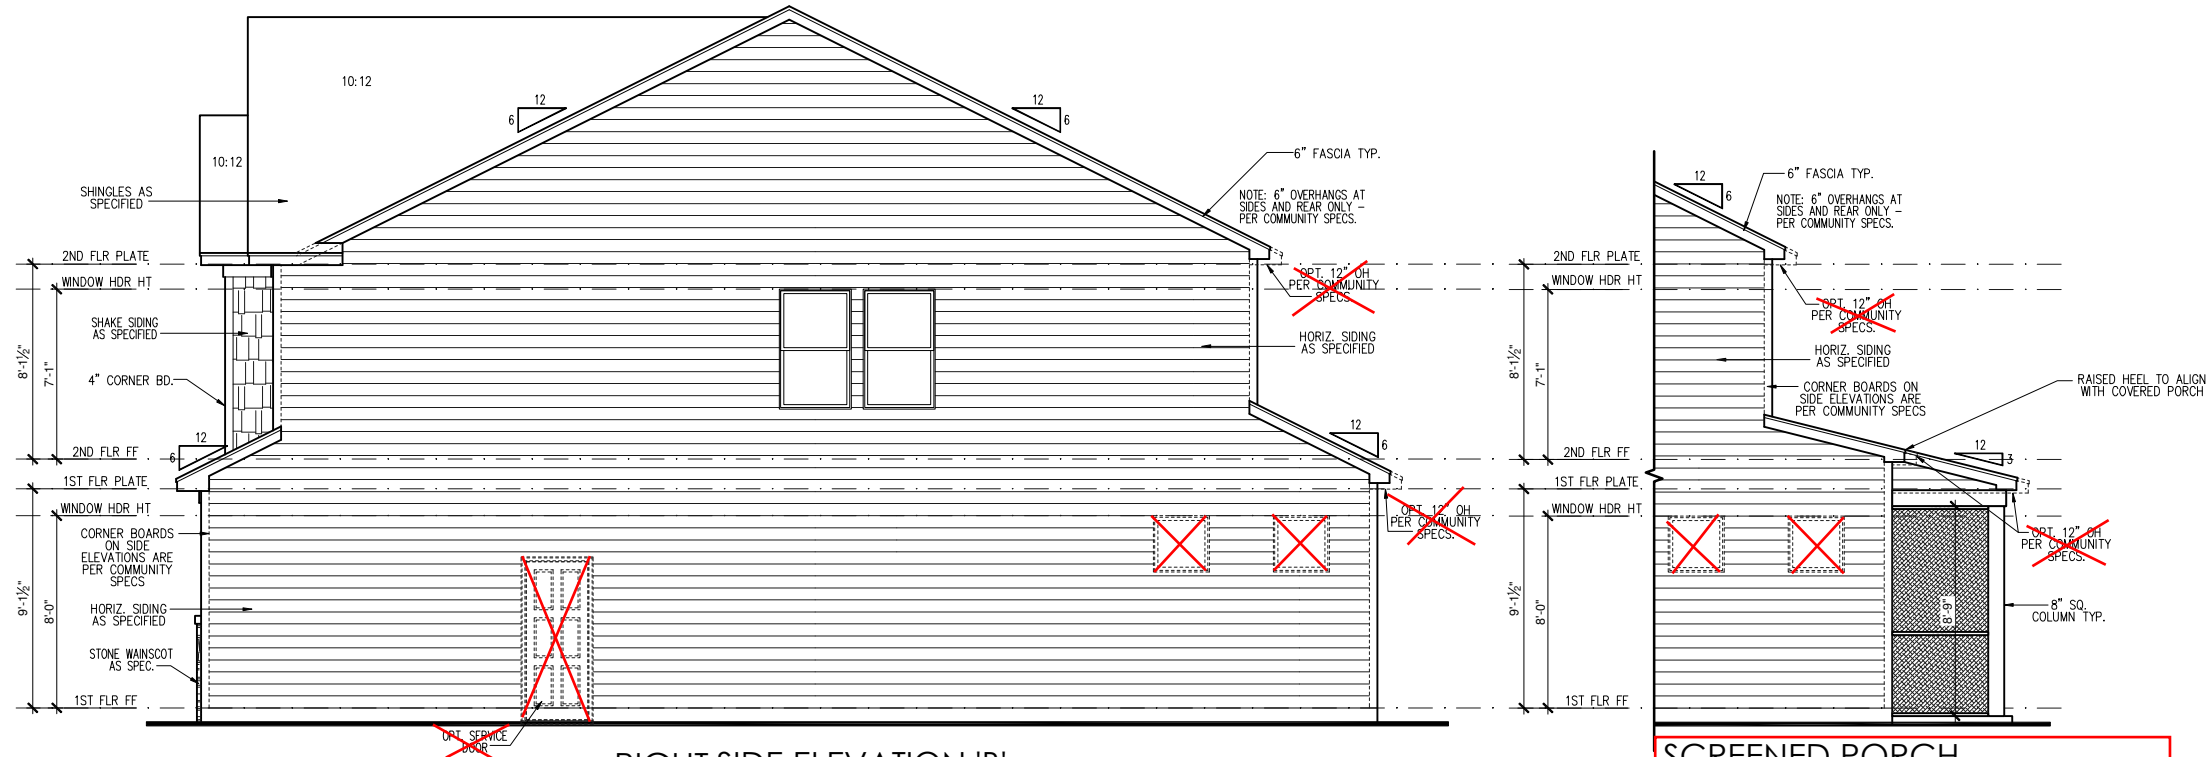 10:12
10:12
12
6
12
6
6" FASCIA TYP.
NOTE: 6" OVERHANGS AT
SIDES AND REAR ONLY –
PER COMMUNITY SPECS.
SHINGLES AS
SPECIFIED
2ND FLR PLATE
WINDOW HDR HT
SHAKE SIDING
AS SPECIFIED
4" CORNER BD.
8'-1½"
7'-1"
12
6
2ND FLR FF
1ST FLR PLATE
WINDOW HDR HT
CORNER BOARDS
ON SIDE
ELEVATIONS ARE
PER COMMUNITY
SPECS
HORIZ. SIDING
AS SPECIFIED
9'-1½"
8'-0"
STONE WAINSCOT
AS SPEC.
1ST FLR FF
OPT. SERVICE
DOOR
OPT. 12" OH
PER COMMUNITY
SPECS.
HORIZ. SIDING
AS SPECIFIED
12
6
OPT. 12" OH
PER COMMUNITY
SPECS.
RIGHT SIDE ELEVATION 'B'
12
6
6" FASCIA TYP.
NOTE: 6" OVERHANGS AT
SIDES AND REAR ONLY –
PER COMMUNITY SPECS.
2ND FLR PLATE
WINDOW HDR HT
OPT. 12" OH
PER COMMUNITY
SPECS.
HORIZ. SIDING
AS SPECIFIED
8'-1½"
7'-1"
CORNER BOARDS ON
SIDE ELEVATIONS ARE
PER COMMUNITY SPECS
RAISED HEEL TO ALIGN
WITH COVERED PORCH
12
3
2ND FLR FF
1ST FLR PLATE
WINDOW HDR HT
OPT. 12" OH
PER COMMUNITY
SPECS.
9'-1½"
8'-0"
8'-9"
8" SQ.
COLUMN TYP.
1ST FLR FF
SCREENED PORCH